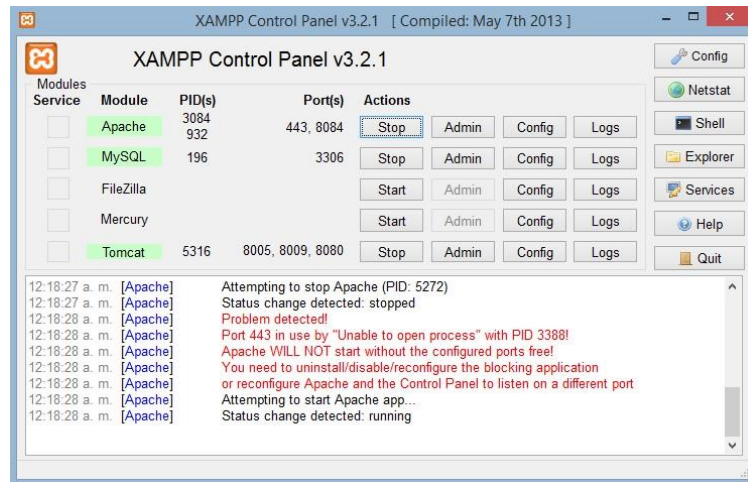 XAMPP Control Panel v3.2.1 [ Compiled: May 7th 2013 ]
XAMPP Control Panel v3.2.1
Config
Modules
Netstat
Service Module PID(s) Port(s) Actions
Apache 3084 932 443, 8084 Stop Admin Config Logs
Shell
MySQL 196 3306 Stop Admin Config Logs
Explorer
FileZilla Start Admin Config Logs
Services
Mercury Start Admin Config Logs
Help
Tomcat 5316 8005, 8009, 8080 Stop Admin Config Logs
Quit
12:18:27 a. m. [Apache] Attempting to stop Apache (PID: 5272)
12:18:27 a. m. [Apache] Status change detected: stopped
12:18:28 a. m. [Apache] Problem detected!
12:18:28 a. m. [Apache] Port 443 in use by "Unable to open process" with PID 3388!
12:18:28 a. m. [Apache] Apache WILL NOT start without the configured ports free!
12:18:28 a. m. [Apache] You need to uninstall/disable/reconfigure the blocking application
12:18:28 a. m. [Apache] or reconfigure Apache and the Control Panel to listen on a different port
12:18:28 a. m. [Apache] Attempting to start Apache app...
12:18:28 a. m. [Apache] Status change detected: running